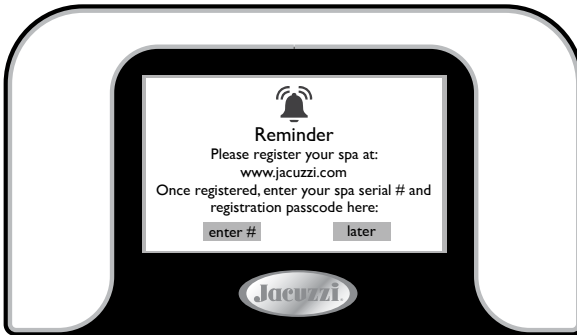 Reminder
Please register your spa at:
www.jacuzzi.com
Once registered, enter your spa serial # and
registration passcode here:
enter # later
Jacuzzi.